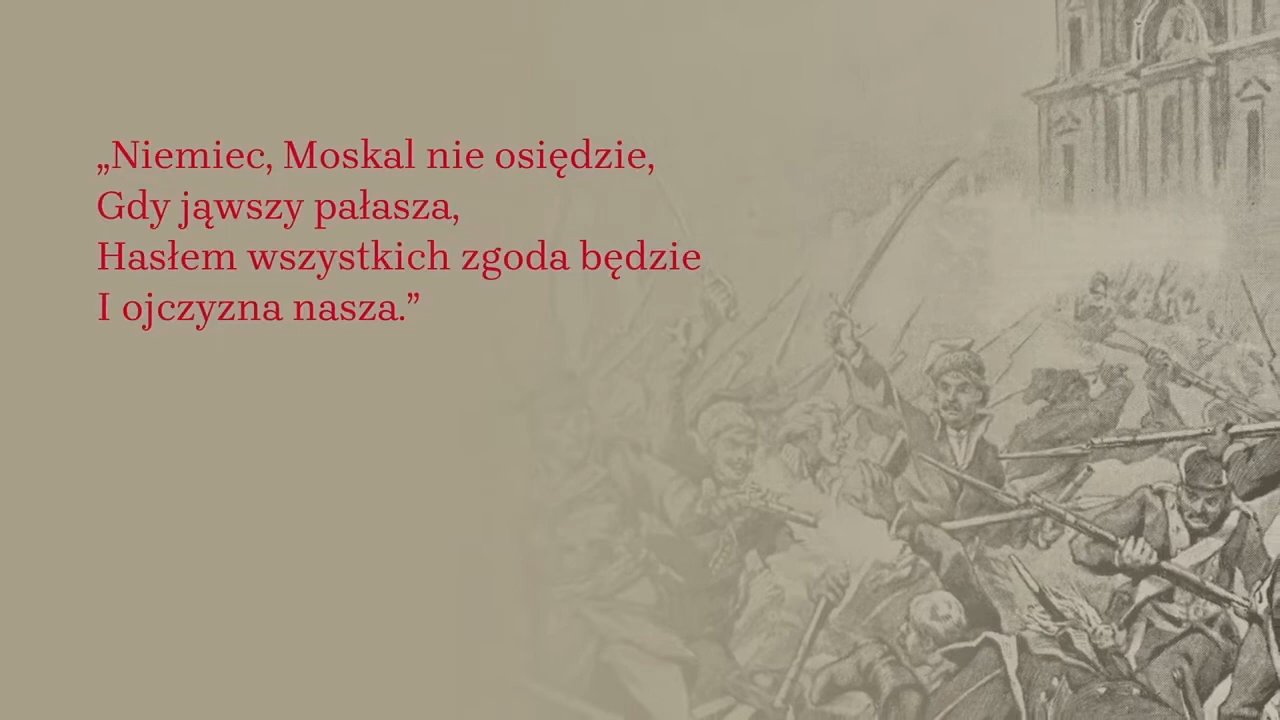 „Niemiec, Moskal nie osiędzie,
Gdy jąwszy pałasza,
Hasłem wszystkich zgoda będzie
I ojczyzna nasza.”